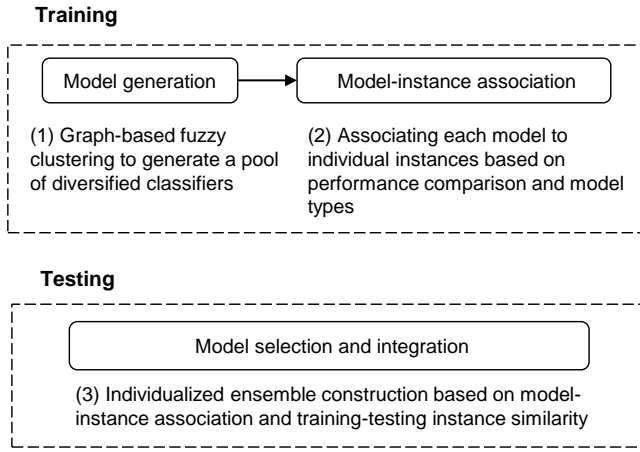 Training
Model generation
Model-instance association
(1) Graph-based fuzzy
clustering to generate a pool
of diversified classifiers
(2) Associating each model to
individual instances based on
performance comparison and model
types
Testing
Model selection and integration
(3) Individualized ensemble construction based on model-
instance association and training-testing instance similarity